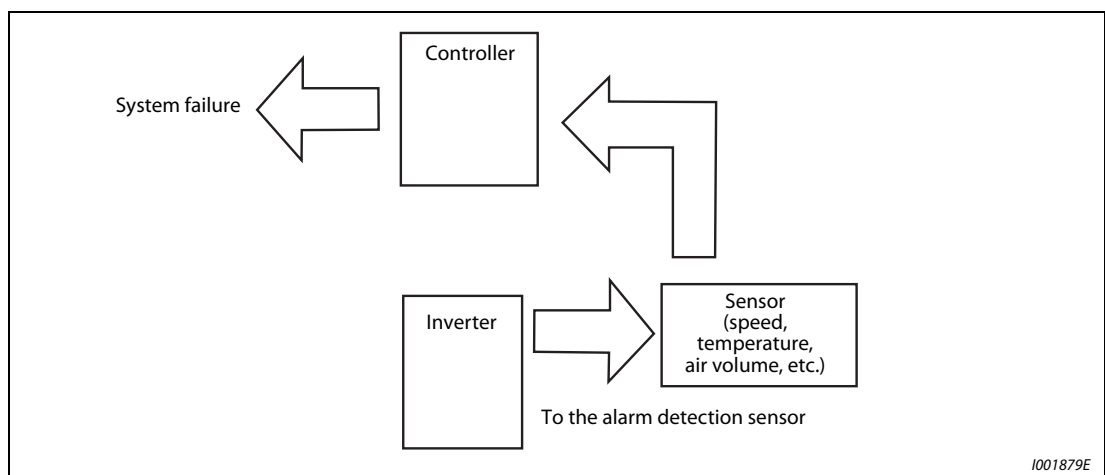 Controller
System failure
Inverter
Sensor
(speed,
temperature,
air volume, etc.)
To the alarm detection sensor
I001879E